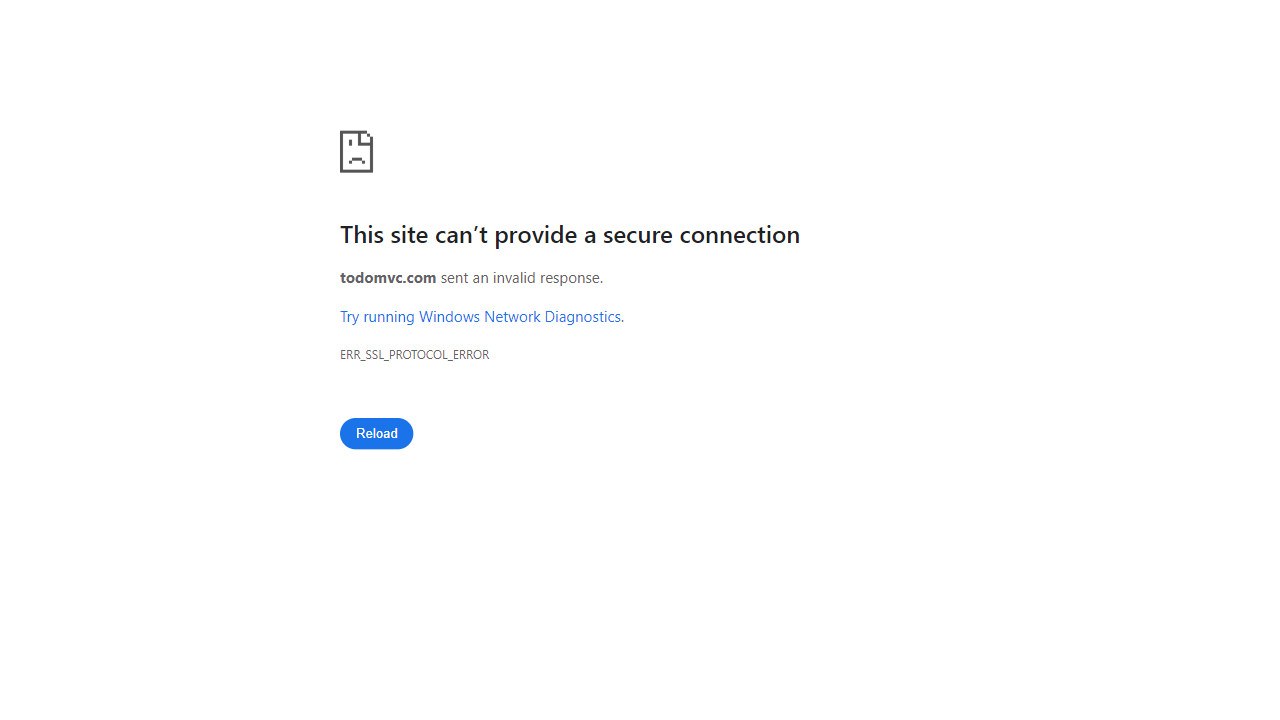 This site can’t provide a secure connection
todomvc.com sent an invalid response.
Try running Windows Network Diagnostics.
ERR_SSL_PROTOCOL_ERROR
Reload